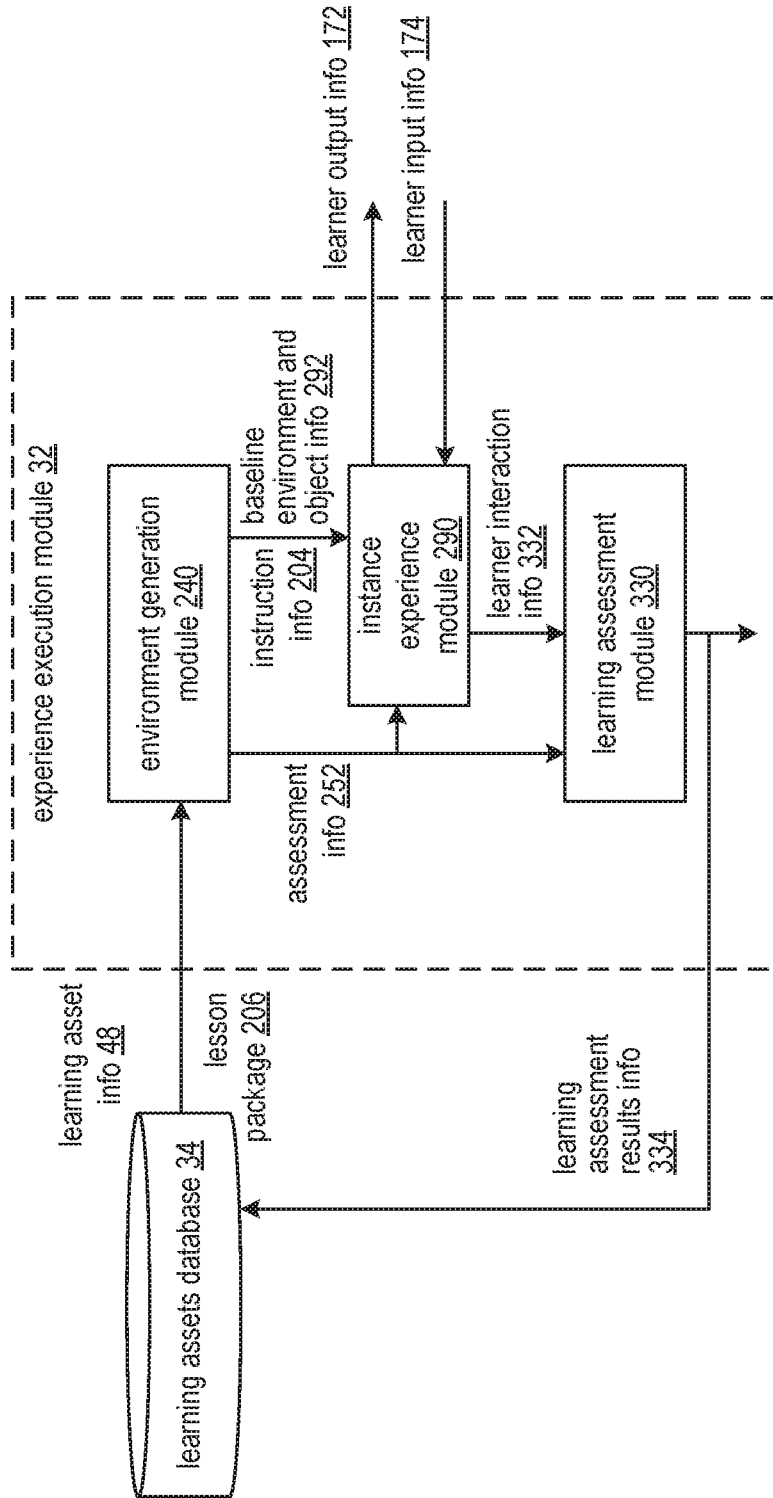 experience execution module 32
learning asset
info 48
learning assets database 34
lesson
package 206
environment generation
module 240
assessment
info 252
instruction
info 204
baseline
environment and
object info 292
instance
experience
module 290
learner output info 172
learner input info 174
learner interaction
info 332
learning assessment
module 330
learning
assessment
results info
334